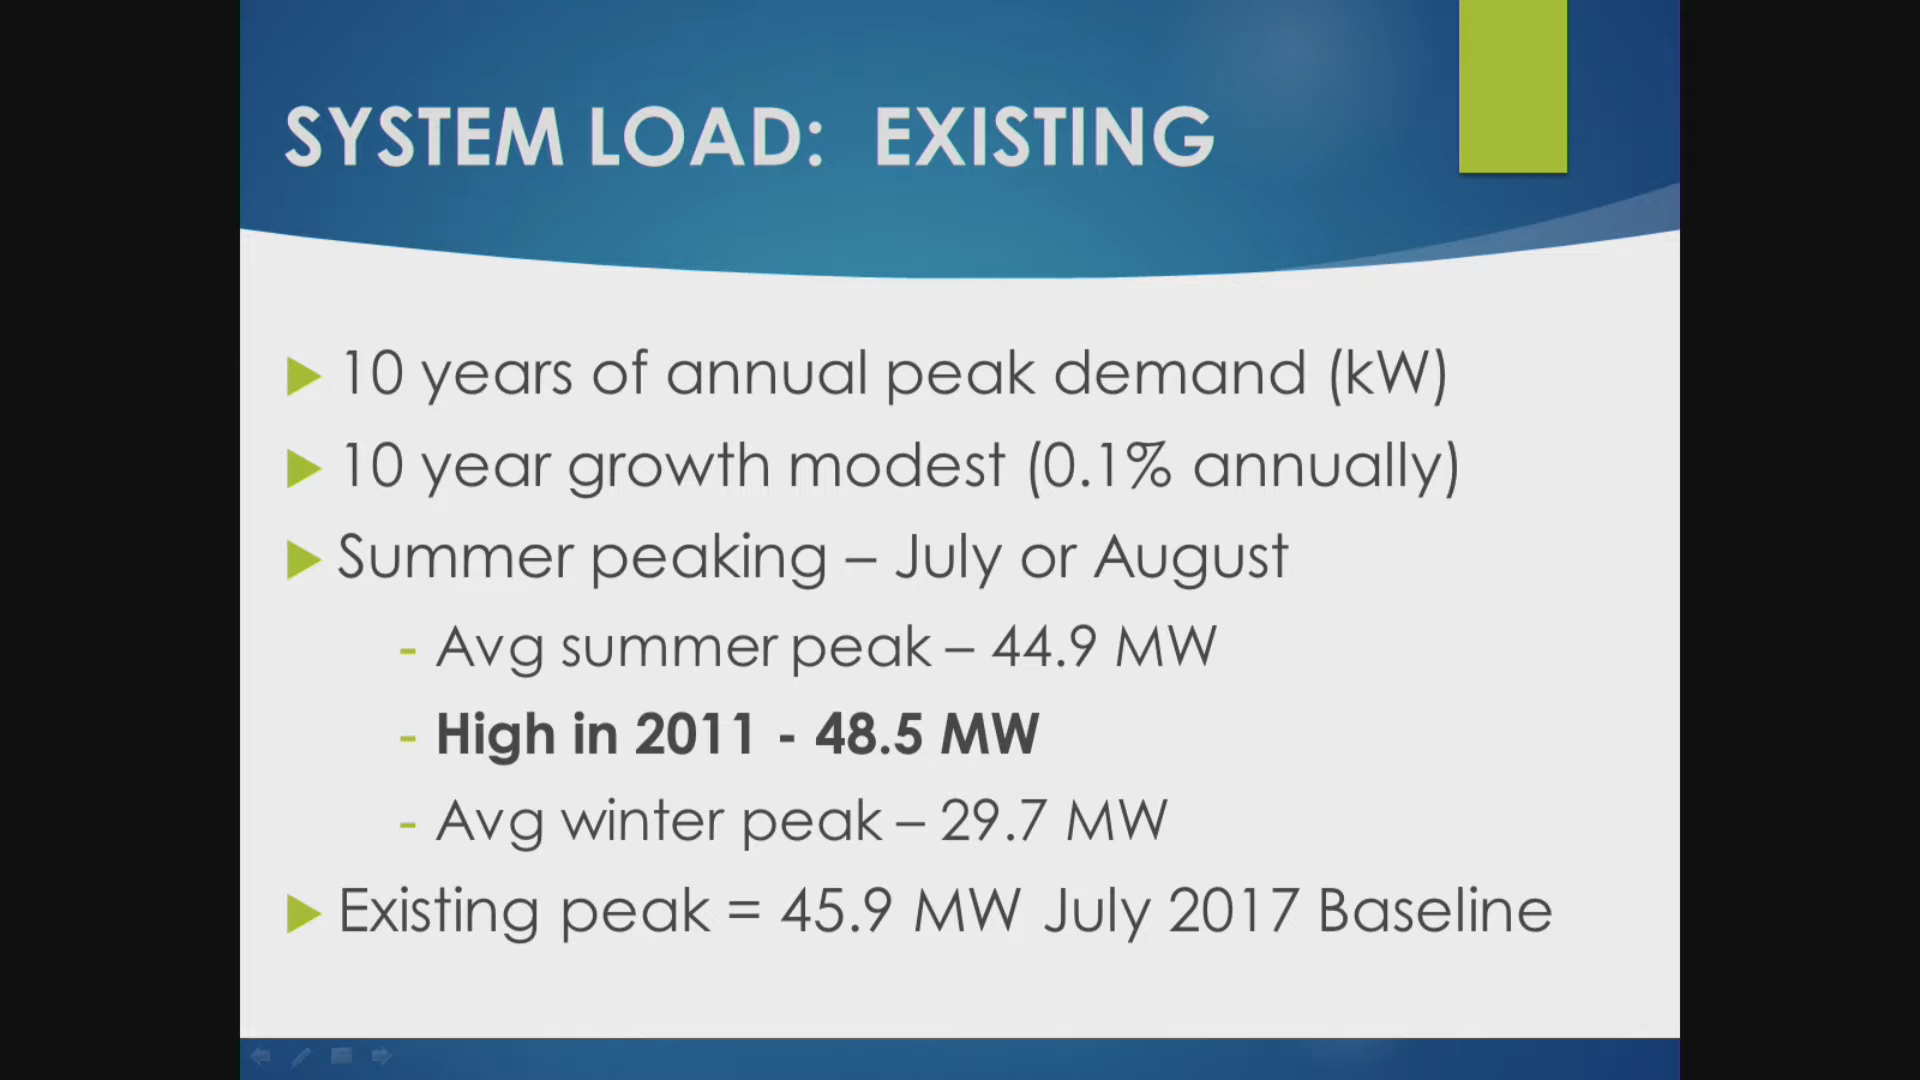 SYSTEM LOAD: EXISTING
10 years of annual peak demand (kW)
10 year growth modest (0.1% annually)
Summer peaking – July or August
- Avg summer peak – 44.9 MW
- High in 2011 - 48.5 MW
- Avg winter peak – 29.7 MW
Existing peak = 45.9 MW July 2017 Baseline